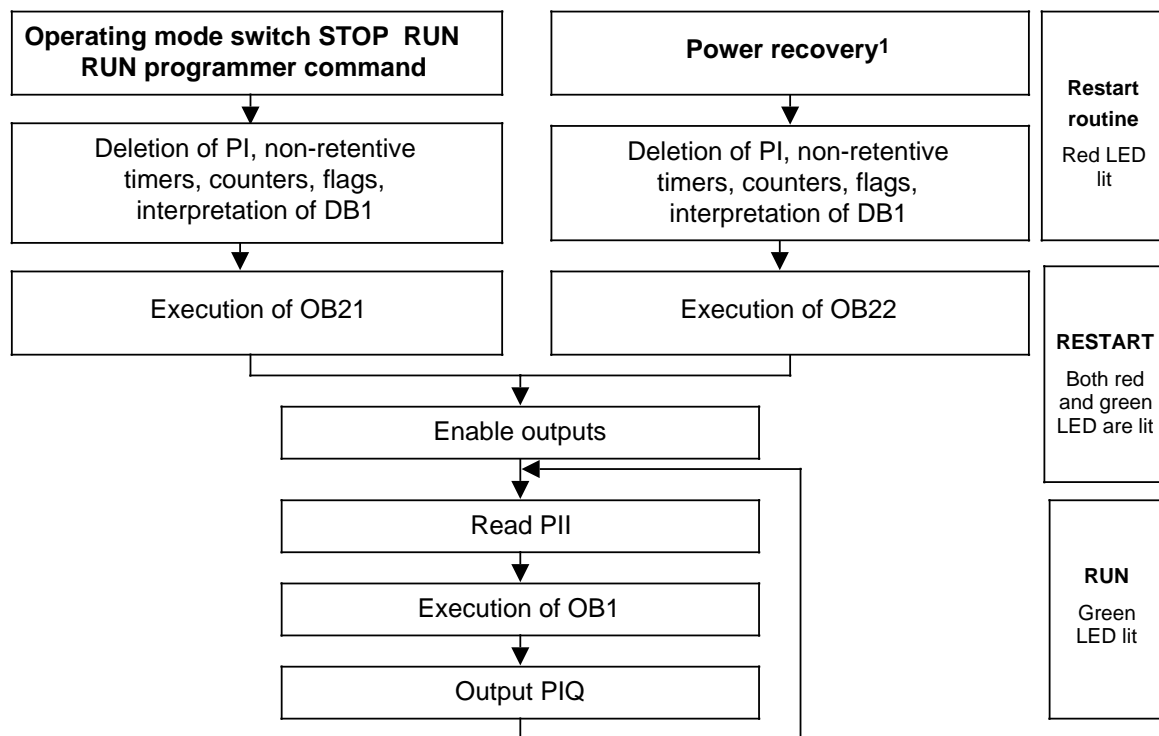 Operating mode switch STOP RUN
RUN programmer command
Power recovery1
Restart
routine
Red LED
lit
Deletion of PI, non-retentive
timers, counters, flags,
interpretation of DB1
Deletion of PI, non-retentive
timers, counters, flags,
interpretation of DB1
Execution of OB21
Execution of OB22
RESTART
Both red
and green
LED are lit
Enable outputs
Read PII
Execution of OB1
Output PIQ
RUN
Green
LED lit